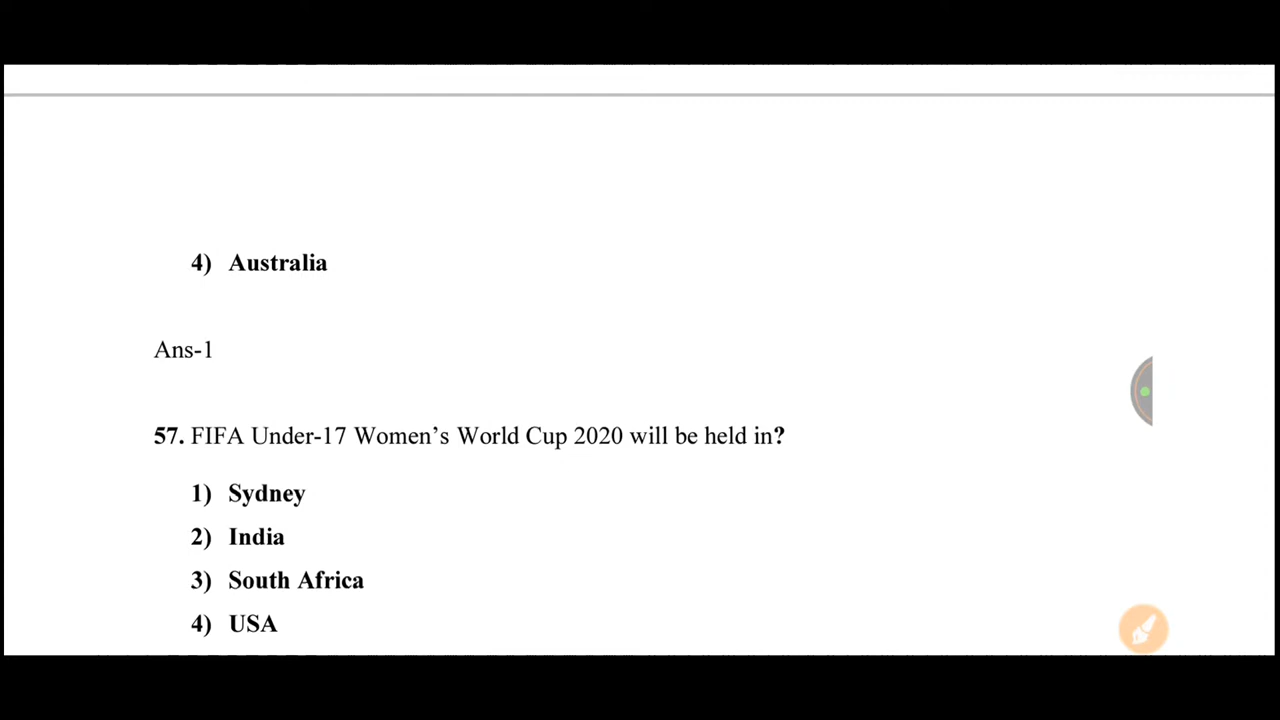 4) Australia
Ans-1
57. FIFA Under-17 Women’s World Cup 2020 will be held in?
1) Sydney
2) India
3) South Africa
4) USA